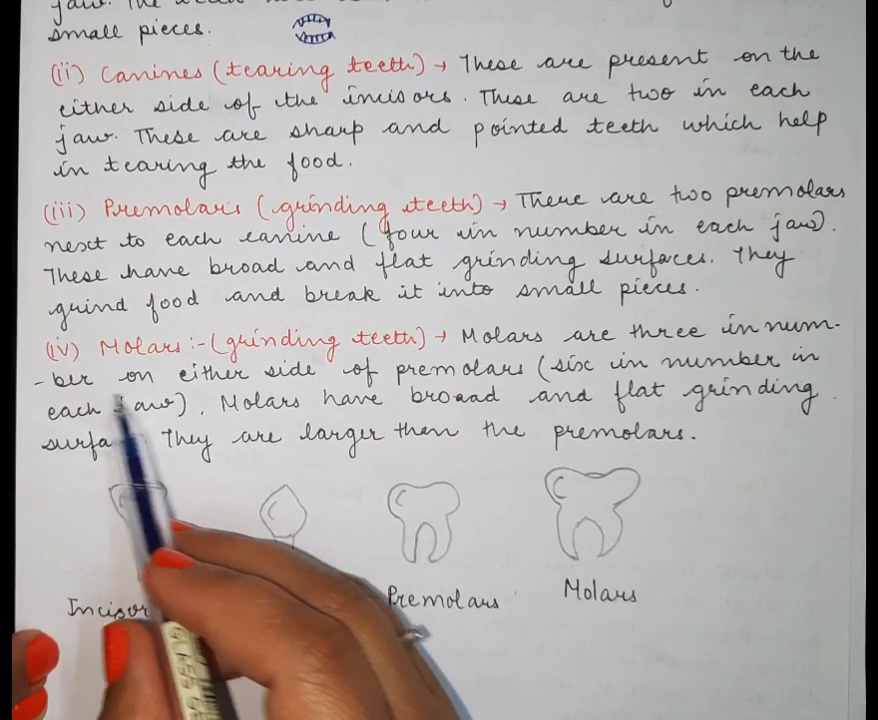 jaw. The
small pieces.
(ii) Canines (tearing teeth) → These are present on the
either side of the incisors. These are two in each
jaw. These are sharp and pointed teeth which help
in tearing the food.
(iii) Premolars (grinding teeth) → There are two premolars
next to each canine (four in number in each jaw).
These have broad and flat grinding surfaces. They
grind food and break it into small pieces.
(iv) Molars :- (grinding teeth) → Molars are three in num-
-ber on either side of premolars (six in number in
each jaw). Molars have broad and flat grinding
surfa They are larger than the premolars.
Incisor Premolars Molars